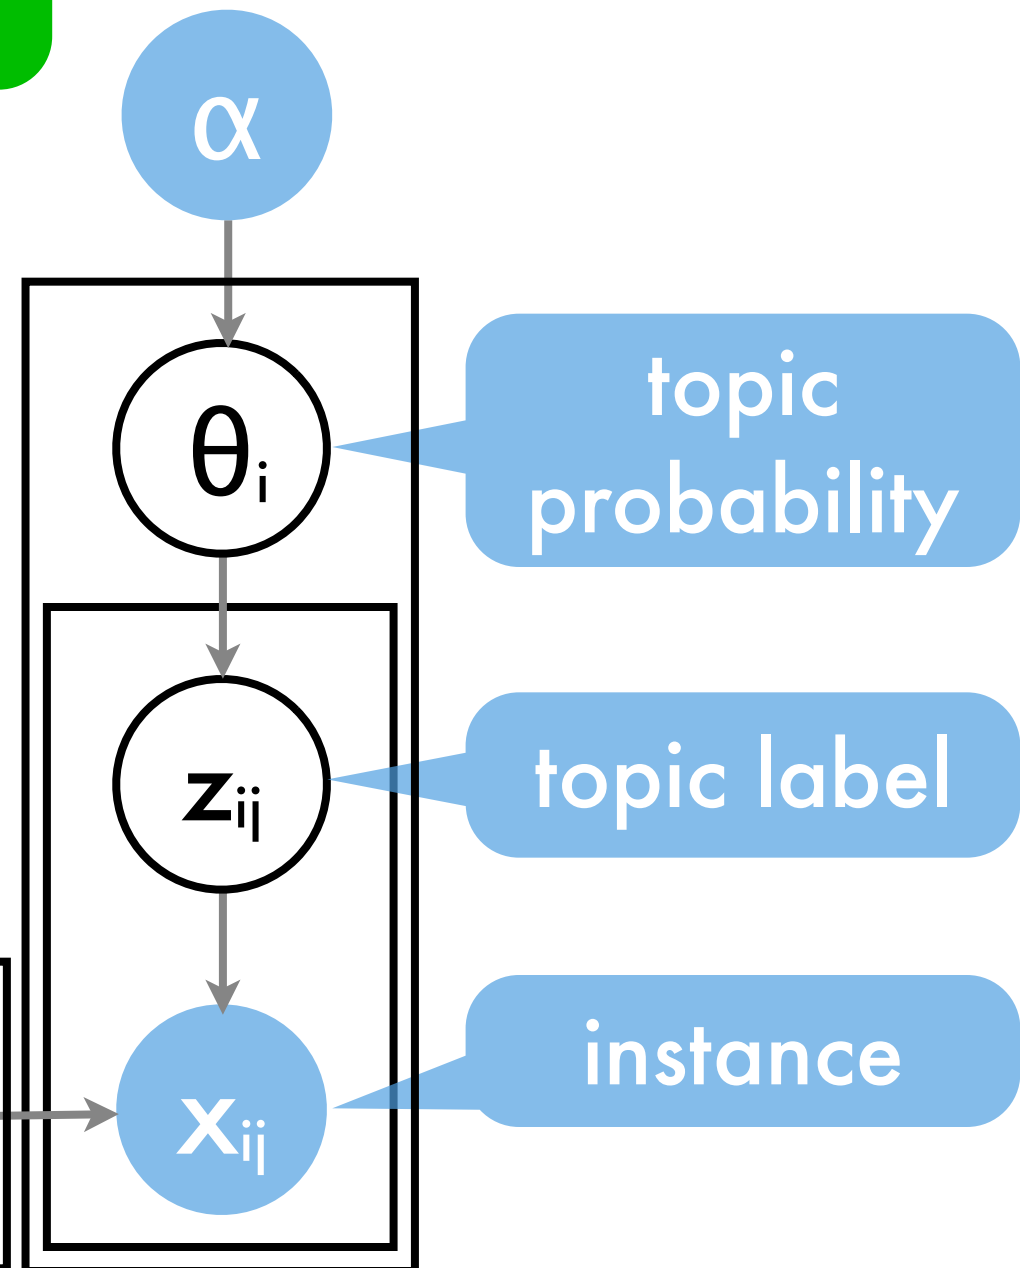 α
θi
topic
probability
zij
topic label
xij
instance